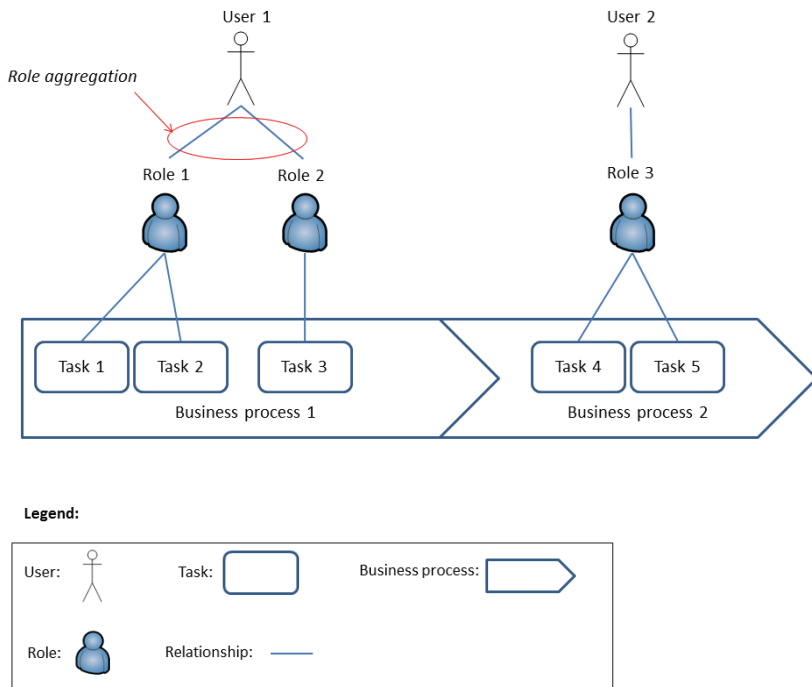 User 1
User 2
Role aggregation
Role 1
Role 2
Role 3
Task 1
Task 2
Task 3
Task 4
Task 5
Business process 1
Business process 2
Legend:
User:
Task:
Business process:
Role:
Relationship: